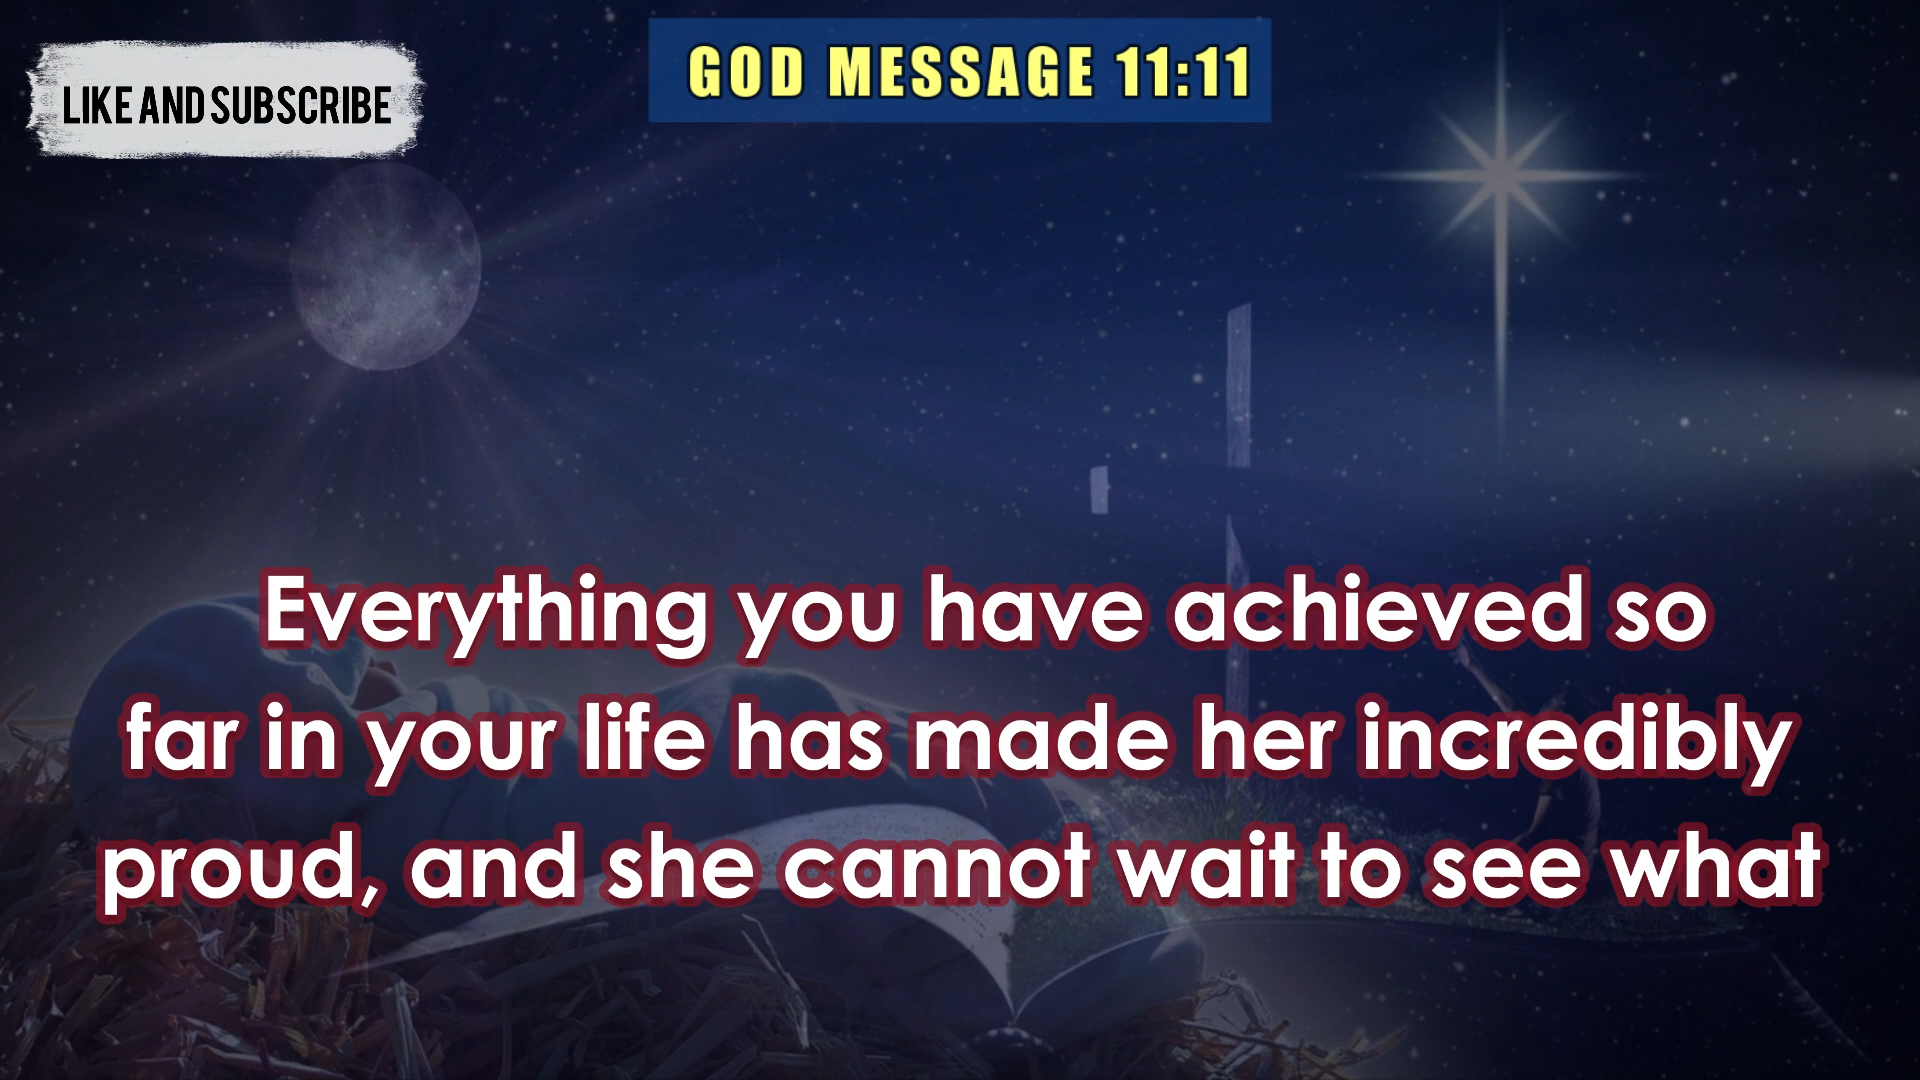 LIKE AND SUBSCRIBE
GOD MESSAGE 11:11
Everything you have achieved so
far in your life has made her incredibly
proud, and she cannot wait to see what